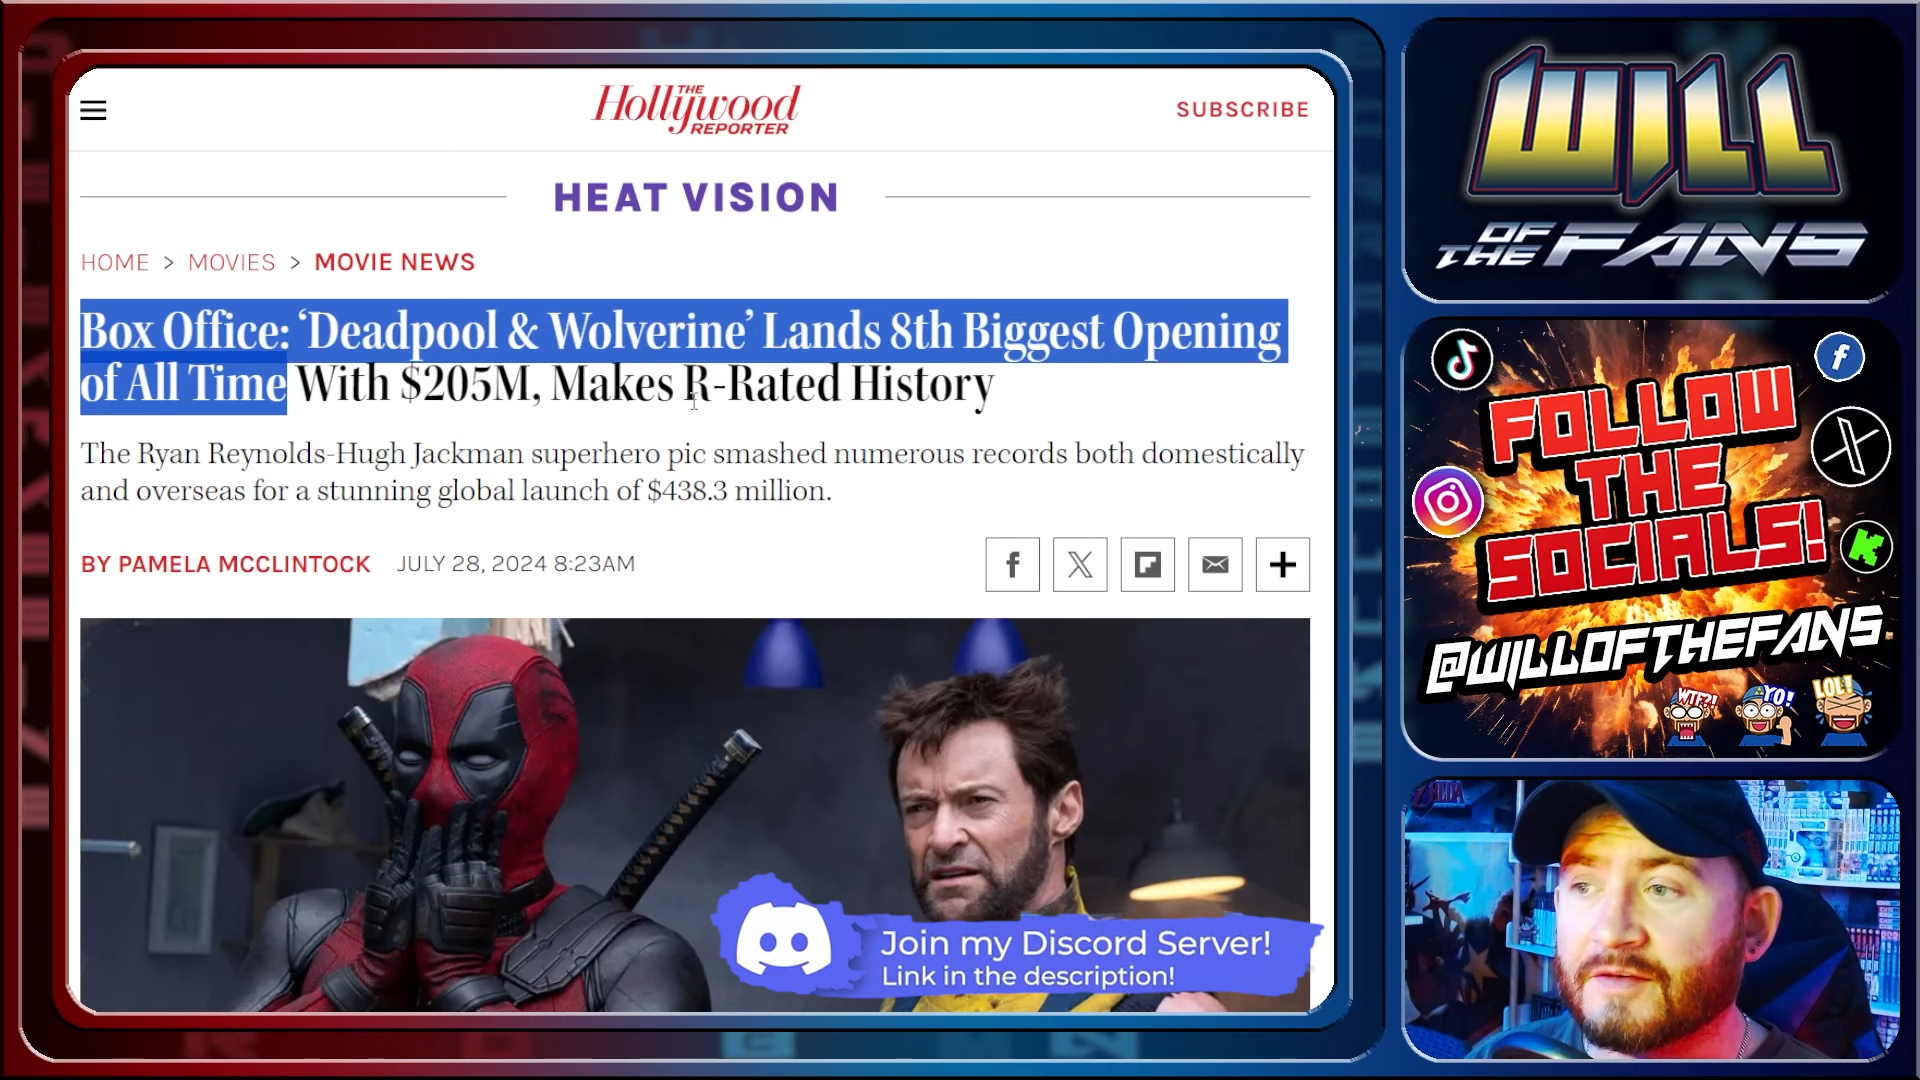 THE
Hollywood
REPORTER
SUBSCRIBE
HEAT VISION
HOME > MOVIES > MOVIE NEWS
Box Office: ‘Deadpool & Wolverine’ Lands 8th Biggest Opening
of All Time With $205M, Makes R-Rated History
The Ryan Reynolds-Hugh Jackman superhero pic smashed numerous records both domestically
and overseas for a stunning global launch of $438.3 million.
BY PAMELA MCCLINTOCK JULY 28, 2024 8:23AM
Join my Discord Server!
Link in the description!
WILL
OF
THE FANS
FOLLOW
THE
SOCIALS!
@WILLOFTHEFANS
WTF?!
YO!
LOL!